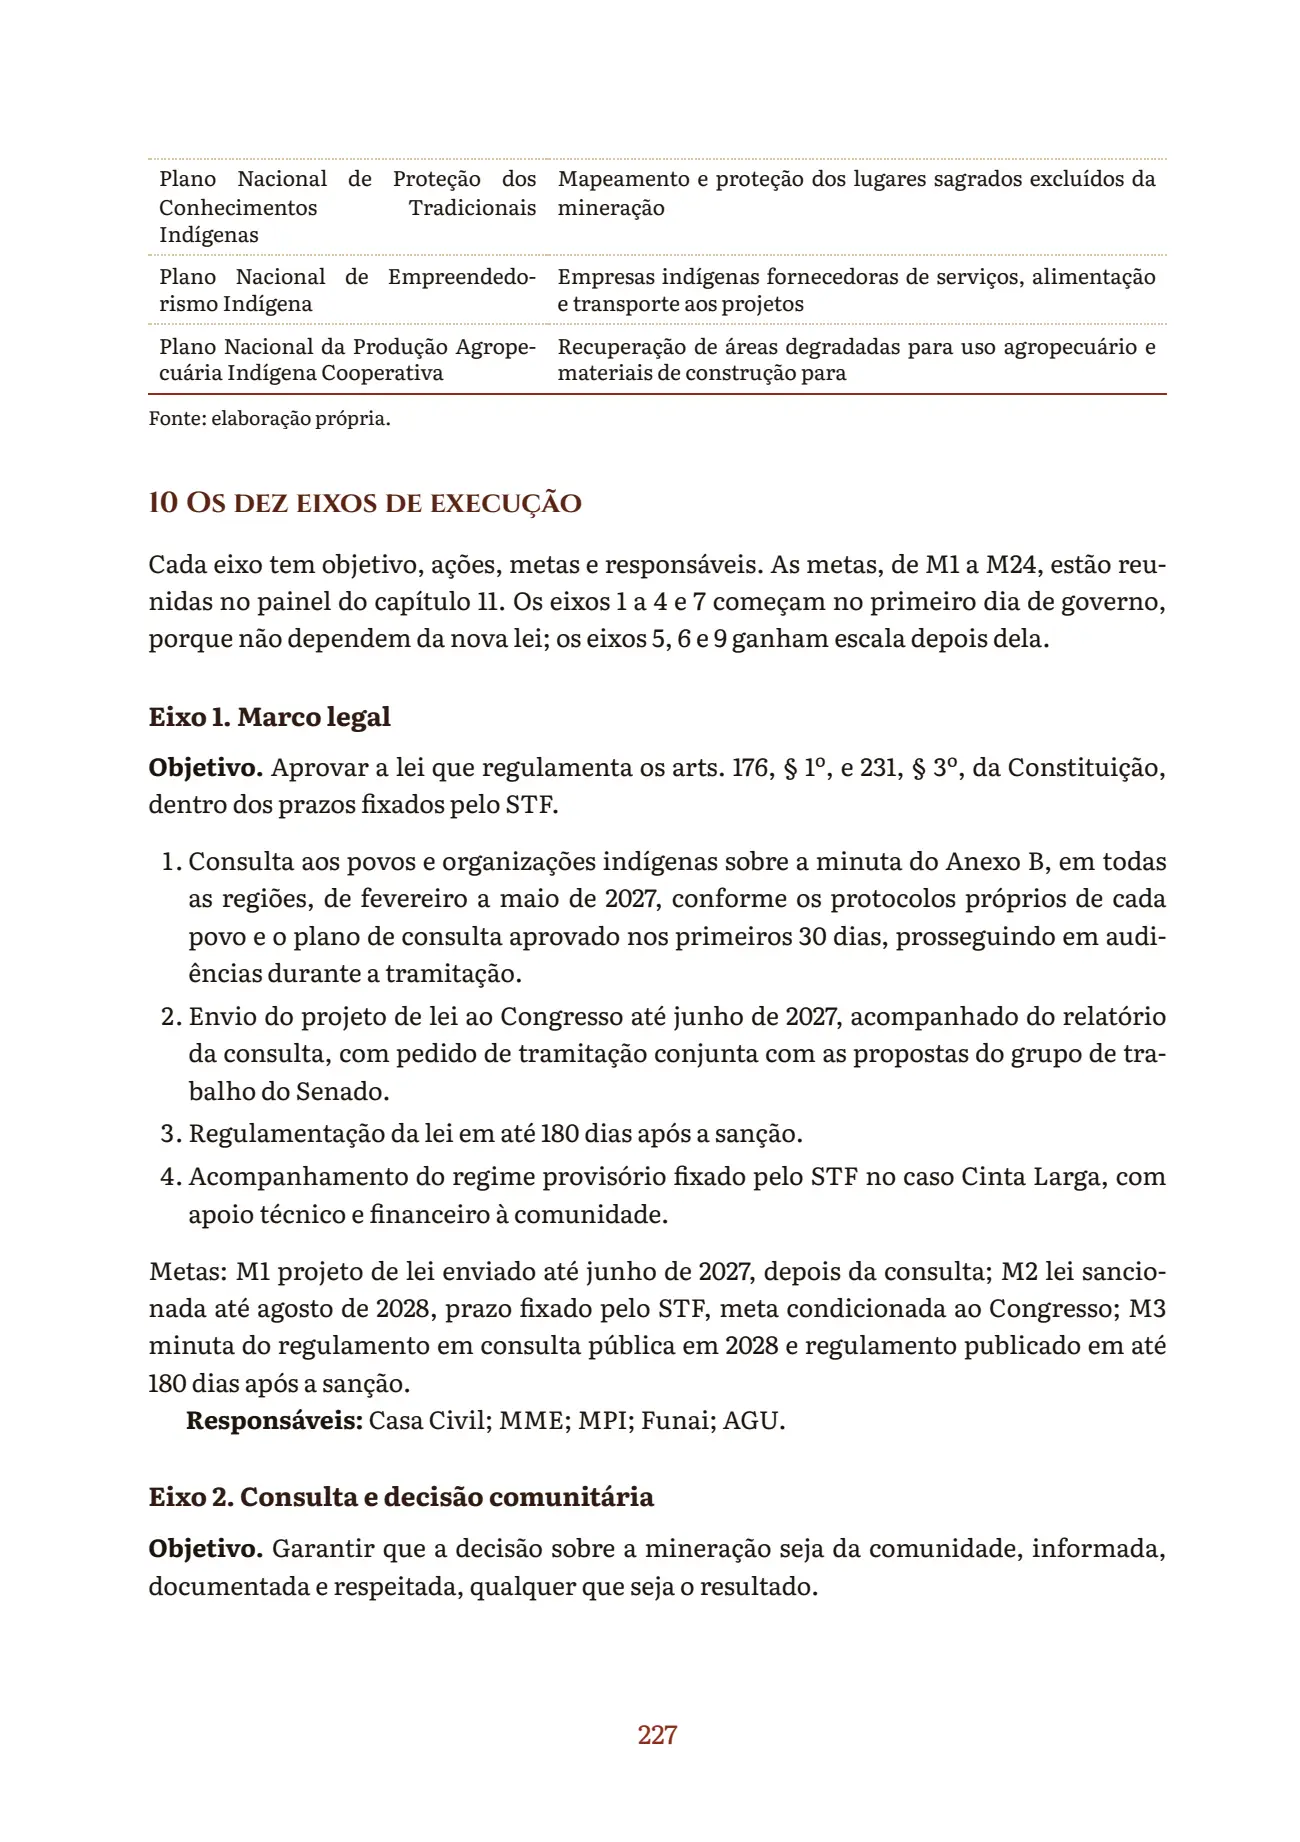 Plano Nacional de Proteção dos
Conhecimentos Tradicionais
Indígenas
Mapeamento e proteção dos lugares sagrados excluídos da
mineração
Plano Nacional de Empreendedo-
rismo Indígena
Empresas indígenas fornecedoras de serviços, alimentação
e transporte aos projetos
Plano Nacional da Produção Agrope-
cuária Indígena Cooperativa
Recuperação de áreas degradadas para uso agropecuário e
materiais de construção para
Fonte: elaboração própria.
10 Os dez eixos de execução
Cada eixo tem objetivo, ações, metas e responsáveis. As metas, de M1 a M24, estão reu-
nidas no painel do capítulo 11. Os eixos 1 a 4 e 7 começam no primeiro dia de governo,
porque não dependem da nova lei; os eixos 5, 6 e 9 ganham escala depois dela.
Eixo 1. Marco legal
Objetivo. Aprovar a lei que regulamenta os arts. 176, § 1º, e 231, § 3º, da Constituição,
dentro dos prazos fixados pelo STF.
1. Consulta aos povos e organizações indígenas sobre a minuta do Anexo B, em todas
as regiões, de fevereiro a maio de 2027, conforme os protocolos próprios de cada
povo e o plano de consulta aprovado nos primeiros 30 dias, prosseguindo em audi-
ências durante a tramitação.
2. Envio do projeto de lei ao Congresso até junho de 2027, acompanhado do relatório
da consulta, com pedido de tramitação conjunta com as propostas do grupo de tra-
balho do Senado.
3. Regulamentação da lei em até 180 dias após a sanção.
4. Acompanhamento do regime provisório fixado pelo STF no caso Cinta Larga, com
apoio técnico e financeiro à comunidade.
Metas: M1 projeto de lei enviado até junho de 2027, depois da consulta; M2 lei sancio-
nada até agosto de 2028, prazo fixado pelo STF, meta condicionada ao Congresso; M3
minuta do regulamento em consulta pública em 2028 e regulamento publicado em até
180 dias após a sanção.
Responsáveis: Casa Civil; MME; MPI; Funai; AGU.
Eixo 2. Consulta e decisão comunitária
Objetivo. Garantir que a decisão sobre a mineração seja da comunidade, informada,
documentada e respeitada, qualquer que seja o resultado.
227